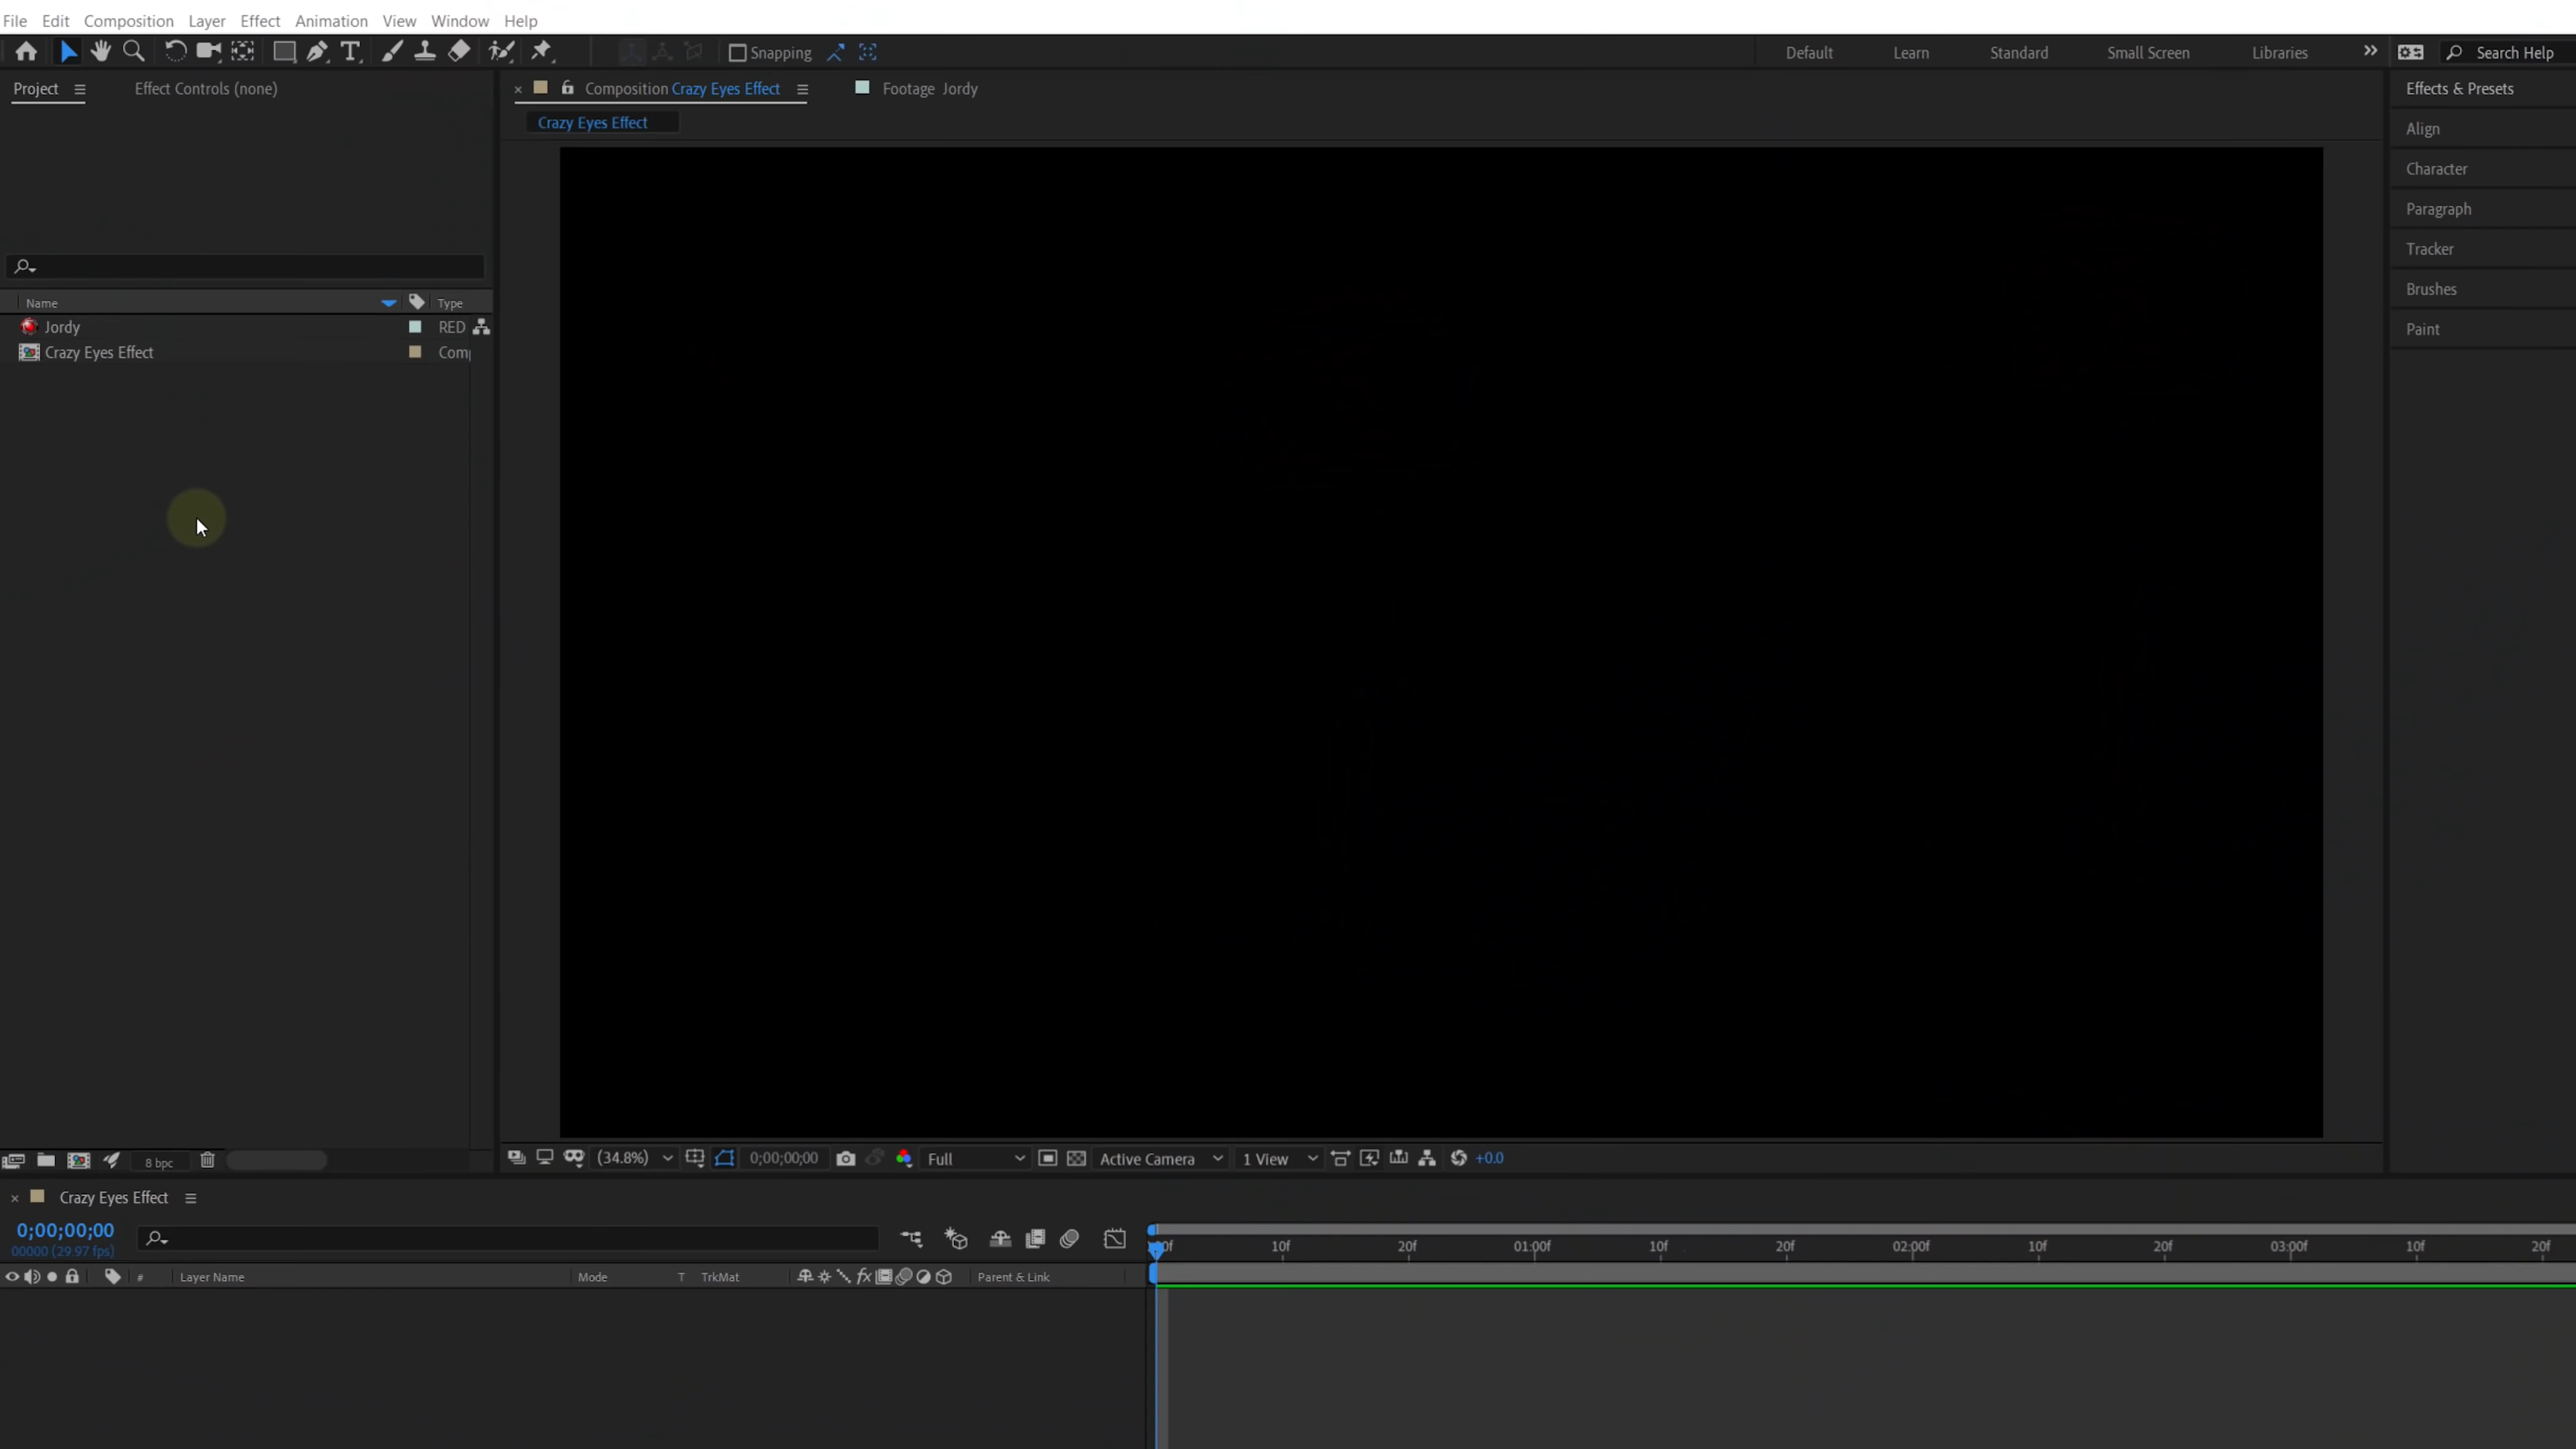 File Edit Composition Layer Effect Animation View Window Help
Snapping Default Learn Standard Small Screen Libraries Search Help
Project Effect Controls (none) Composition Crazy Eyes Effect Footage Jordy Effects & Presets
Crazy Eyes Effect
Align
Character
Paragraph
Tracker
Brushes
Paint
Name Type
Jordy RED
Crazy Eyes Effect Comp
8 bpc (34.8%) 0;00;00;00 Full Active Camera 1 View +0.0
Crazy Eyes Effect
0;00;00;00
00000 (29.97 fps)
10f 20f 01:00f 10f 20f 02:00f 10f 20f 03:00f 10f 20f
# Layer Name Mode T TrkMat fx Parent & Link